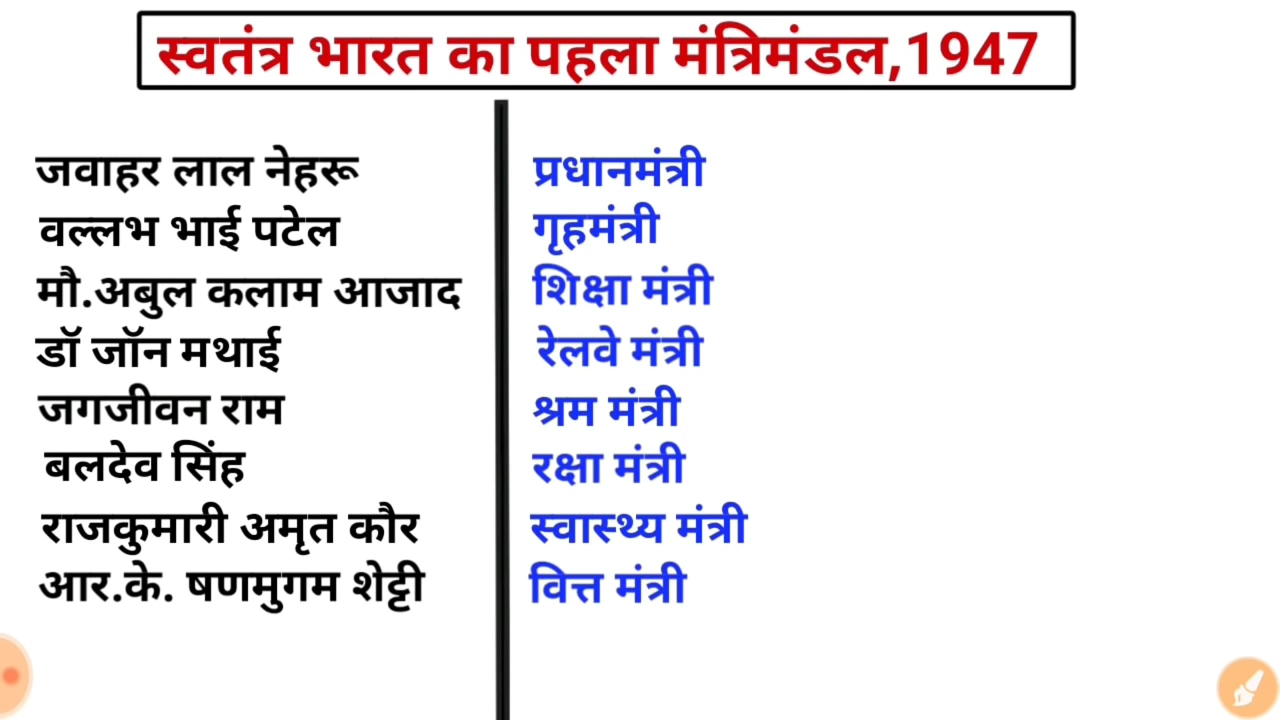 स्वतंत्र भारत का पहला मंत्रिमंडल,1947
जवाहर लाल नेहरू प्रधानमंत्री
वल्लभ भाई पटेल गृहमंत्री
मौ.अबुल कलाम आजाद शिक्षा मंत्री
डॉ जॉन मथाई रेलवे मंत्री
जगजीवन राम श्रम मंत्री
बलदेव सिंह रक्षा मंत्री
राजकुमारी अमृत कौर स्वास्थ्य मंत्री
आर.के. षणमुगम शेट्टी वित्त मंत्री